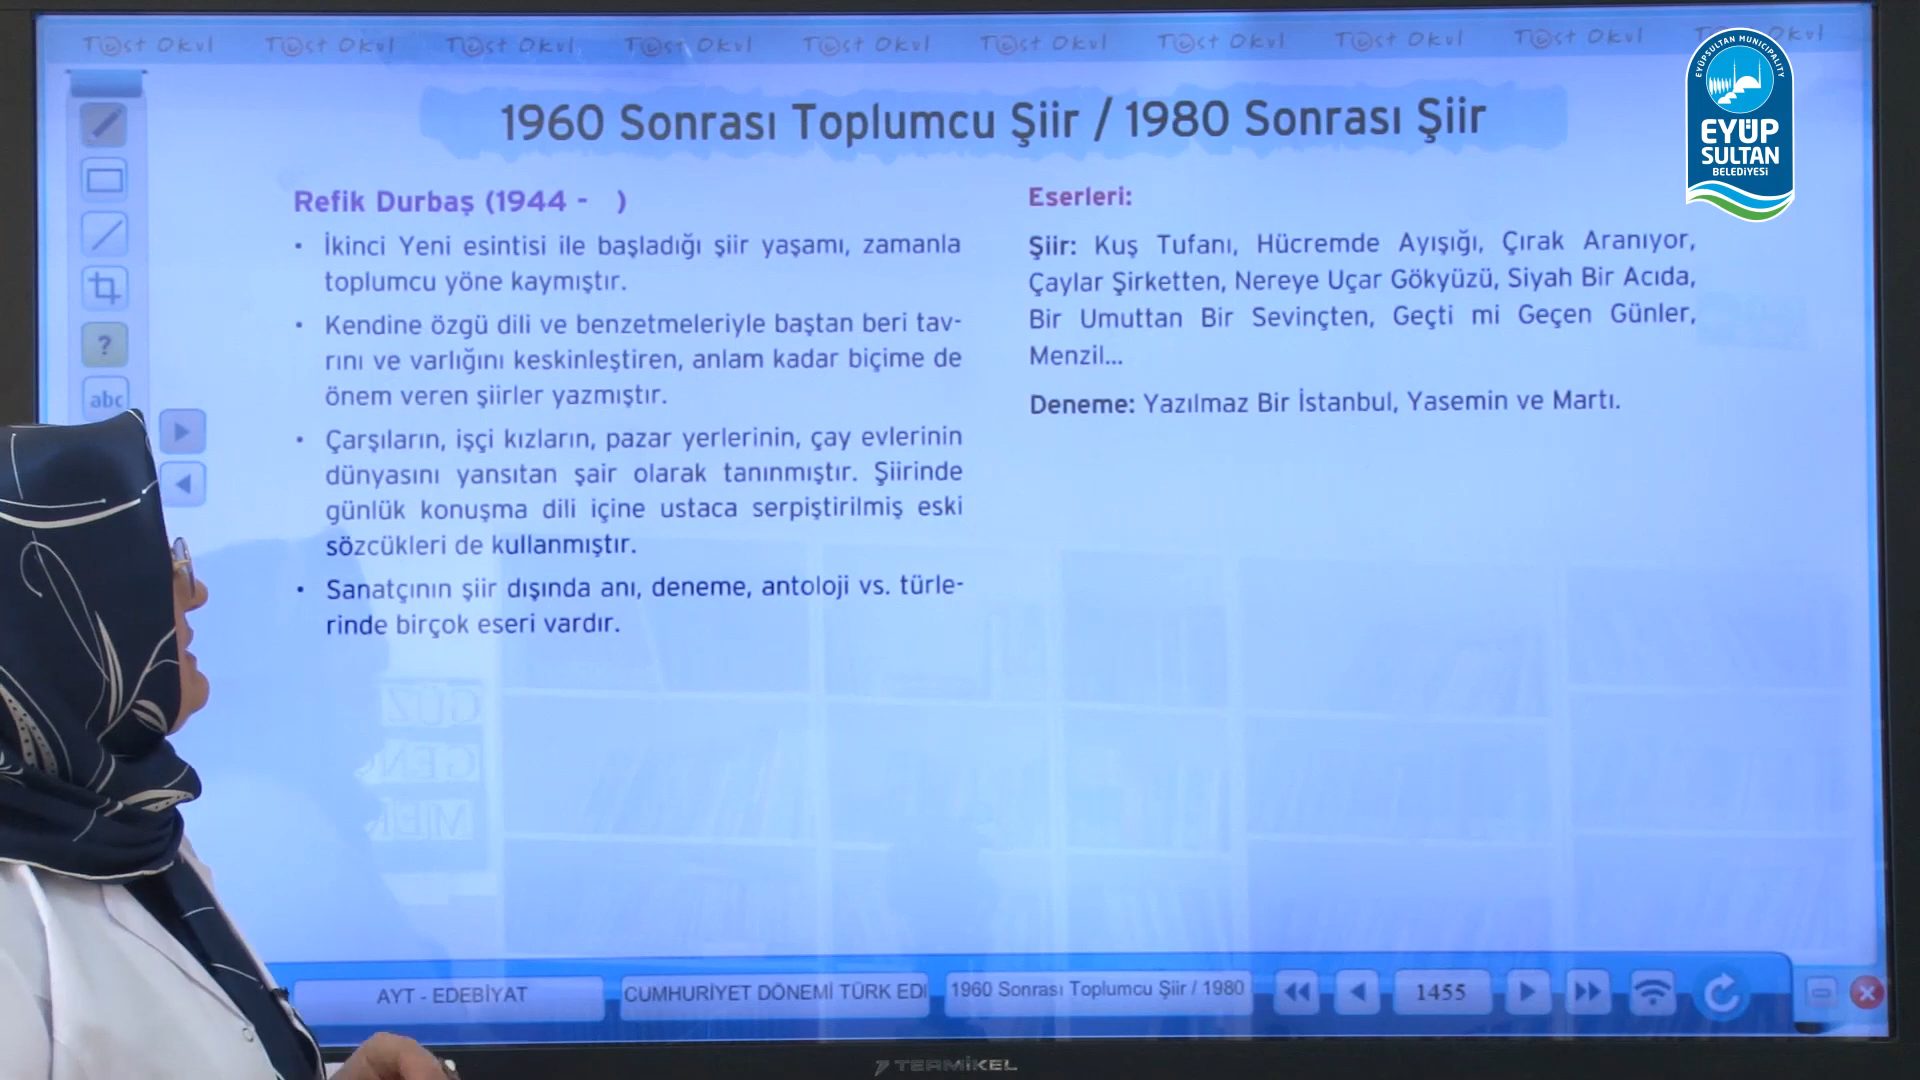 Test Okul Test Okul Test Okul Test Okul Test Okul Test Okul Test Okul Test Okul Test Okul
EYÜPSULTAN MUNICIPALITY
EYÜP
SULTAN
BELEDİYESİ
1960 Sonrası Toplumcu Şiir / 1980 Sonrası Şiir
Refik Durbaş (1944 - )
• İkinci Yeni esintisi ile başladığı şiir yaşamı, zamanla
toplumcu yöne kaymıştır.
• Kendine özgü dili ve benzetmeleriyle baştan beri tav-
rını ve varlığını keskinleştiren, anlam kadar biçime de
önem veren şiirler yazmıştır.
• Çarşıların, işçi kızların, pazar yerlerinin, çay evlerinin
dünyasını yansıtan şair olarak tanınmıştır. Şiirinde
günlük konuşma dili içine ustaca serpiştirilmiş eski
sözcükleri de kullanmıştır.
• Sanatçının şiir dışında anı, deneme, antoloji vs. türle-
rinde birçok eseri vardır.
Eserleri:
Şiir: Kuş Tufanı, Hücremde Ayışığı, Çırak Aranıyor,
Çaylar Şirketten, Nereye Uçar Gökyüzü, Siyah Bir Acıda,
Bir Umuttan Bir Sevinçten, Geçti mi Geçen Günler,
Menzil...
Deneme: Yazılmaz Bir İstanbul, Yasemin ve Martı.
?
abc
AYT - EDEBİYAT
CUMHURİYET DÖNEMİ TÜRK EDİ
1960 Sonrası Toplumcu Şiir / 1980
1455
TERMİKEL